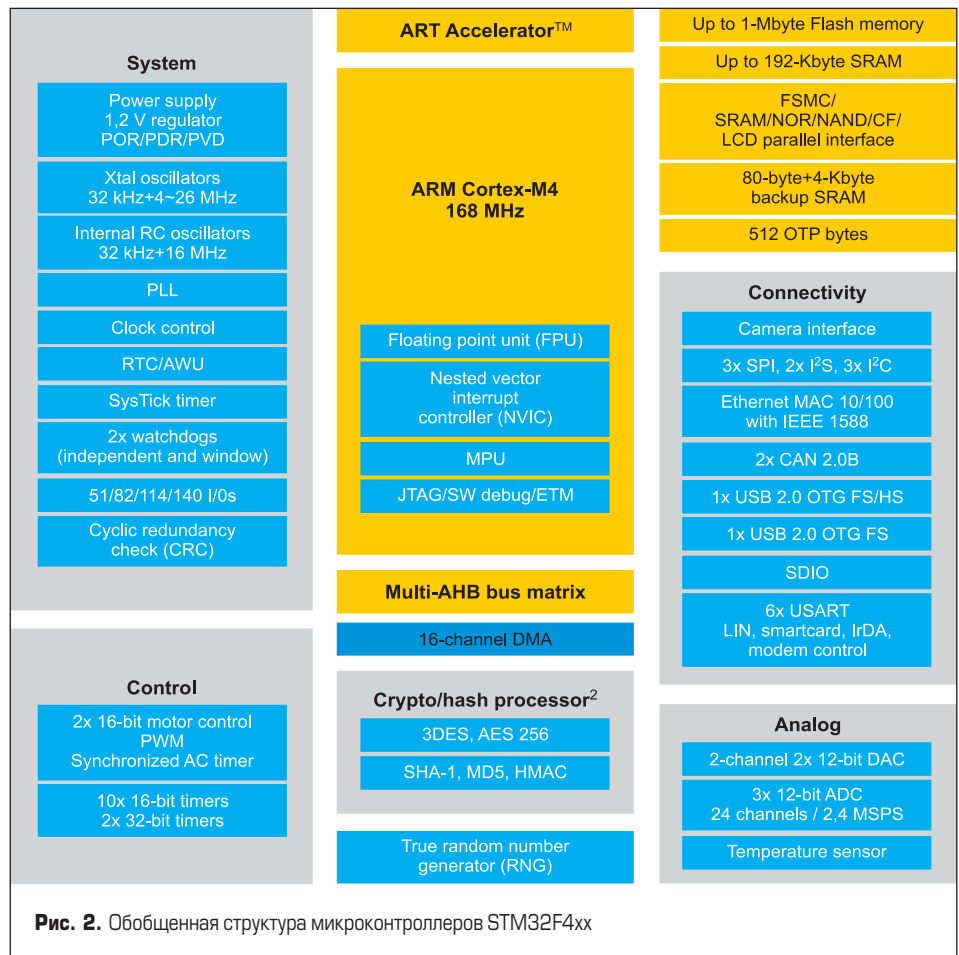 System
Power supply
1,2 V regulator
POR/PDR/PVD
Xtal oscillators
32 kHz+4~26 MHz
Internal RC oscillators
32 kHz+16 MHz
PLL
Clock control
RTC/AWU
SysTick timer
2x watchdogs
(independent and window)
51/82/114/140 I/0s
Cyclic redundancy
check (CRC)
Control
2x 16-bit motor control
PWM
Synchronized AC timer
10x 16-bit timers
2x 32-bit timers
ART Accelerator™
ARM Cortex-M4
168 MHz
Floating point unit (FPU)
Nested vector
interrupt
controller (NVIC)
MPU
JTAG/SW debug/ETM
Multi-AHB bus matrix
16-channel DMA
Crypto/hash processor²
3DES, AES 256
SHA-1, MD5, HMAC
True random number
generator (RNG)
Up to 1-Mbyte Flash memory
Up to 192-Kbyte SRAM
FSMC/
SRAM/NOR/NAND/CF/
LCD parallel interface
80-byte+4-Kbyte
backup SRAM
512 OTP bytes
Connectivity
Camera interface
3x SPI, 2x I²S, 3x I²C
Ethernet MAC 10/100
with IEEE 1588
2x CAN 2.0B
1x USB 2.0 OTG FS/HS
1x USB 2.0 OTG FS
SDIO
6x USART
LIN, smartcard, IrDA,
modem control
Analog
2-channel 2x 12-bit DAC
3x 12-bit ADC
24 channels / 2,4 MSPS
Temperature sensor
Рис. 2. Обобщенная структура микроконтроллеров STM32F4xx